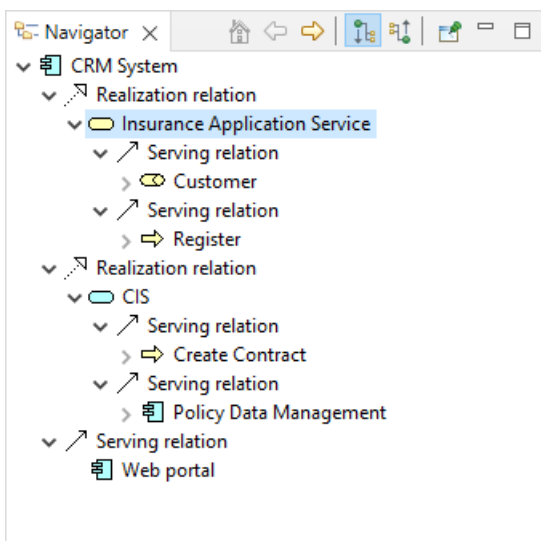 Navigator
CRM System
Realization relation
Insurance Application Service
Serving relation
Customer
Serving relation
Register
Realization relation
CIS
Serving relation
Create Contract
Serving relation
Policy Data Management
Serving relation
Web portal